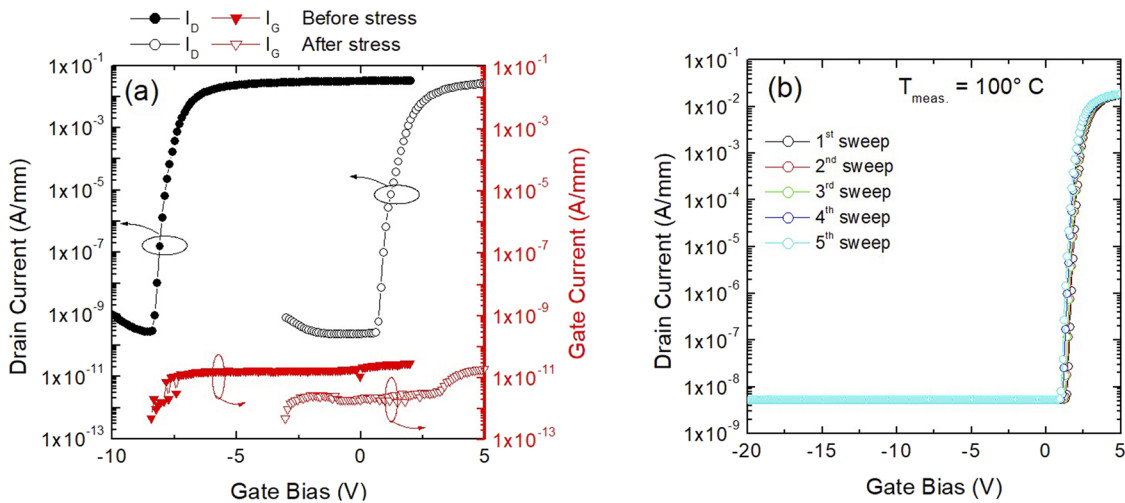 I_D I_G Before stress
I_D I_G After stress
(a)
1x10^-1
1x10^-3
1x10^-5
1x10^-7
1x10^-9
1x10^-11
1x10^-13
Drain Current (A/mm)
-10 -5 0 5
Gate Bias (V)
1x10^-1
1x10^-3
1x10^-5
1x10^-7
1x10^-9
1x10^-11
1x10^-13
Gate Current (A/mm)
(b)
T_meas. = 100° C
1^st sweep
2^nd sweep
3^rd sweep
4^th sweep
5^th sweep
1x10^-1
1x10^-2
1x10^-3
1x10^-4
1x10^-5
1x10^-6
1x10^-7
1x10^-8
1x10^-9
Drain Current (A/mm)
-20 -15 -10 -5 0 5
Gate Bias (V)